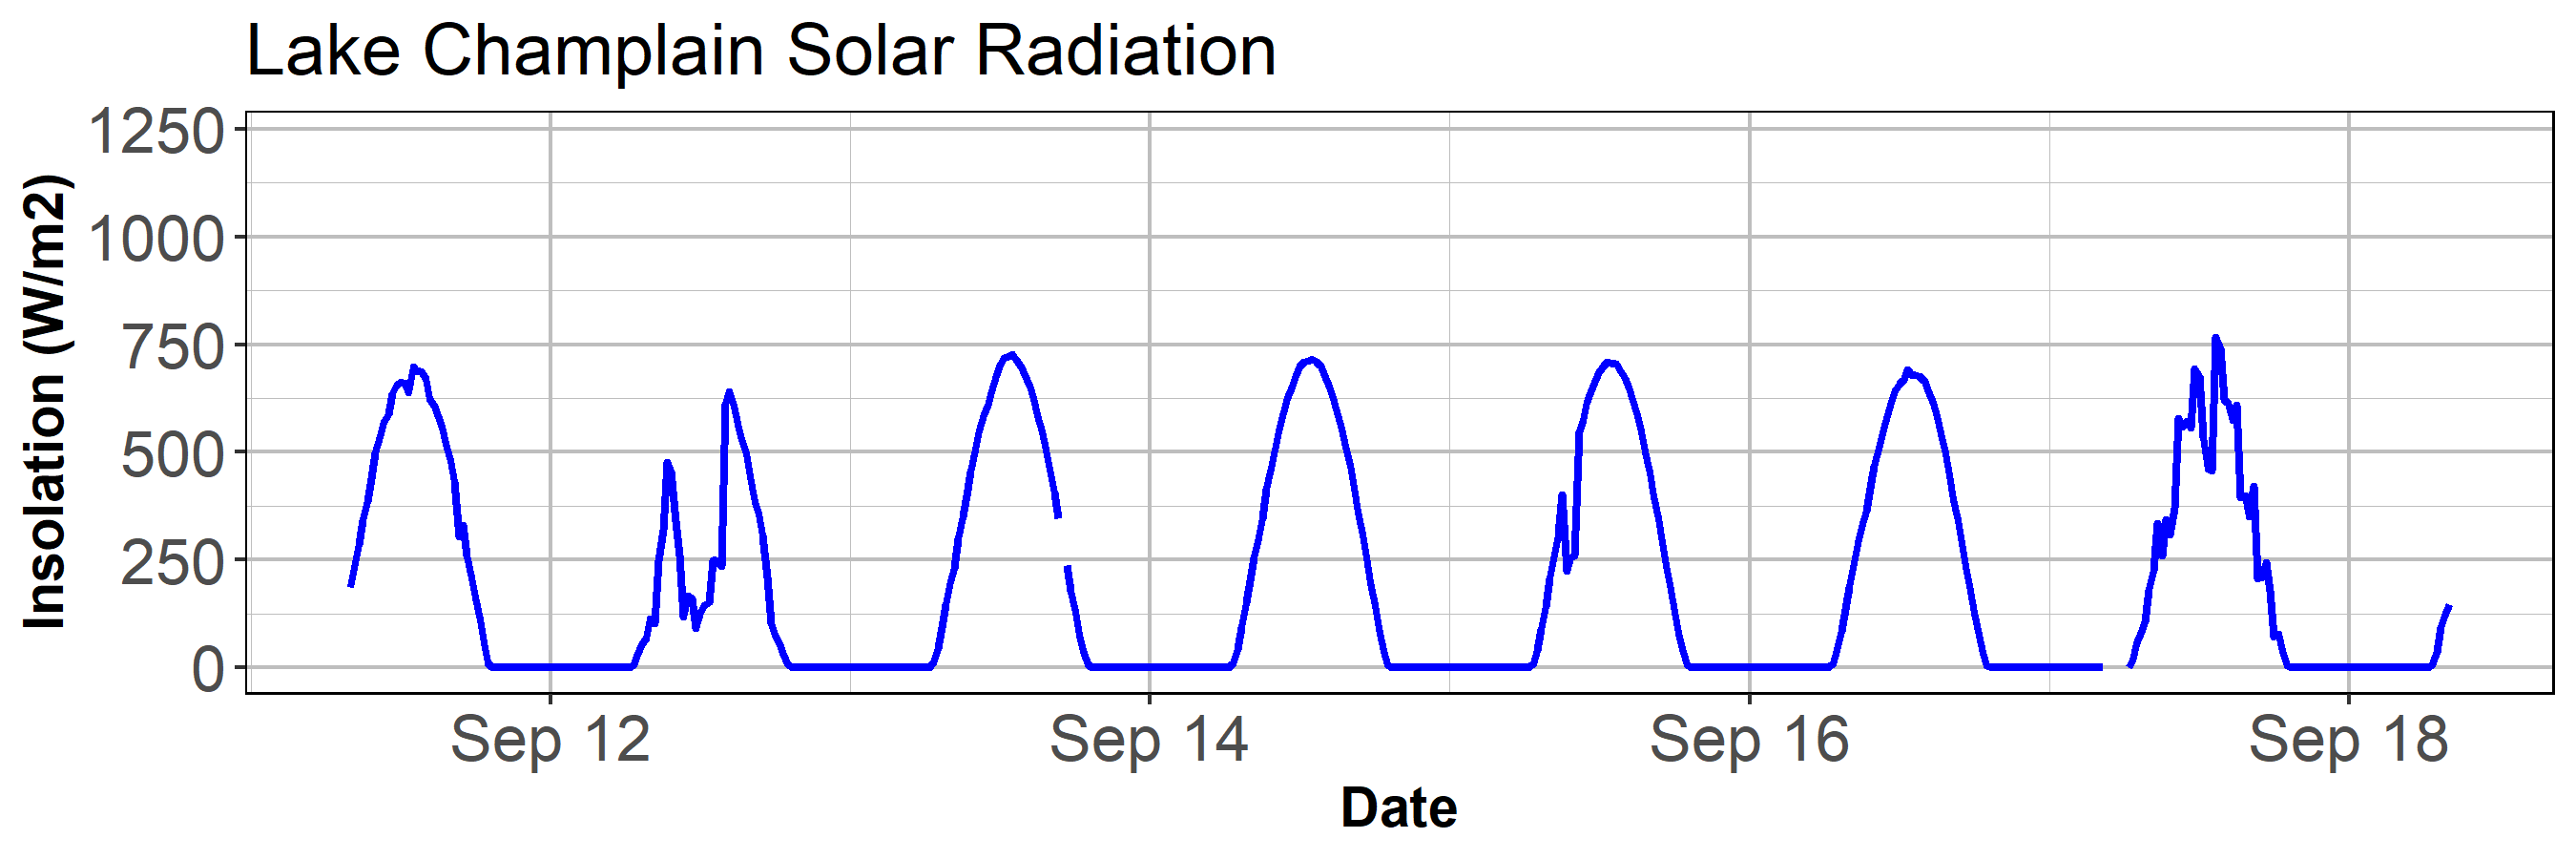 Lake Champlain Solar Radiation
1250
1000
750
500
250
0
Insolation (W/m2)
Sep 12 Sep 14 Sep 16 Sep 18
Date